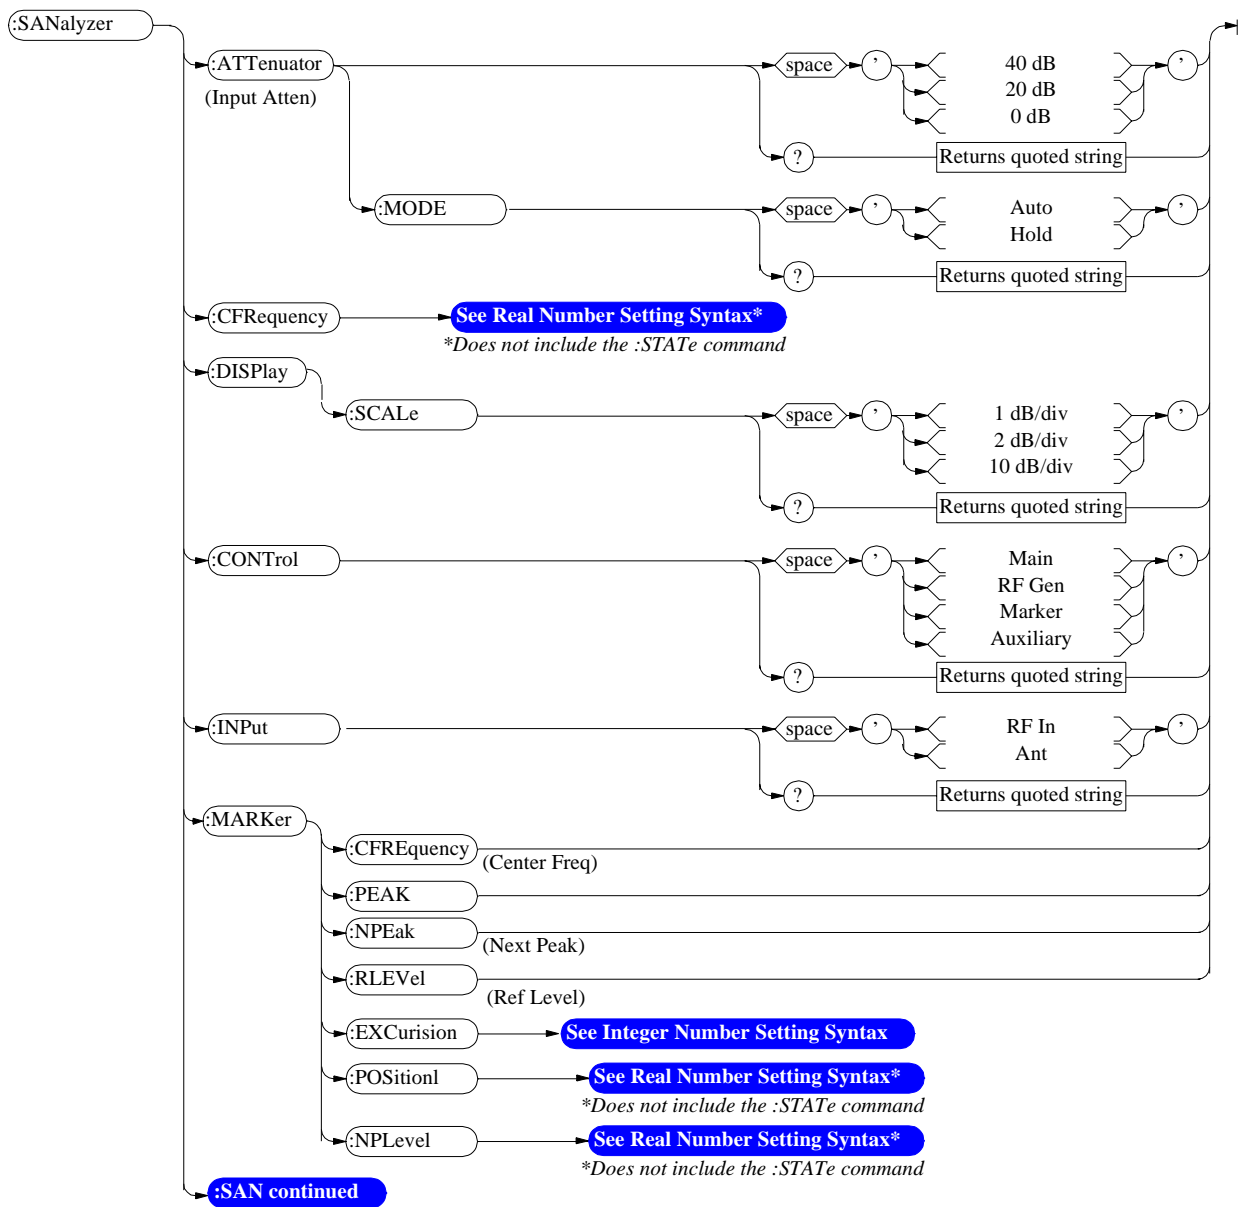 :SANalyzer
:ATTenuator
(Input Atten)
space
’
40 dB
20 dB
0 dB
’
?
Returns quoted string
:MODE
space
’
Auto
Hold
’
?
Returns quoted string
:CFRequency
See Real Number Setting Syntax*
*Does not include the :STATe command
:DISPlay
:SCALe
space
’
1 dB/div
2 dB/div
10 dB/div
’
?
Returns quoted string
:CONTrol
space
’
Main
RF Gen
Marker
Auxiliary
’
?
Returns quoted string
:INPut
space
’
RF In
Ant
’
?
Returns quoted string
:MARKer
:CFREquency
(Center Freq)
:PEAK
:NPEak
(Next Peak)
:RLEVel
(Ref Level)
:EXCurision
See Integer Number Setting Syntax
:POSitionl
See Real Number Setting Syntax*
*Does not include the :STATe command
:NPLevel
See Real Number Setting Syntax*
*Does not include the :STATe command
:SAN continued